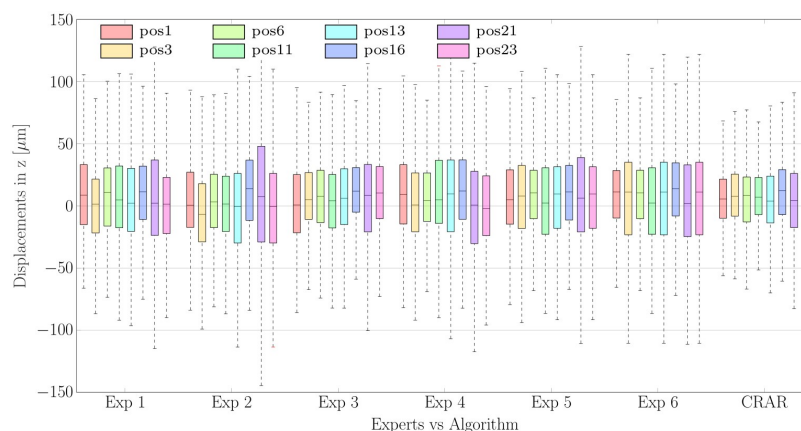 150
100
50
0
−50
−100
−150
Displacements in z [μm]
pos1 pos6 pos13 pos21
pos3 pos11 pos16 pos23
Exp 1 Exp 2 Exp 3 Exp 4 Exp 5 Exp 6 CRAR
Experts vs Algorithm